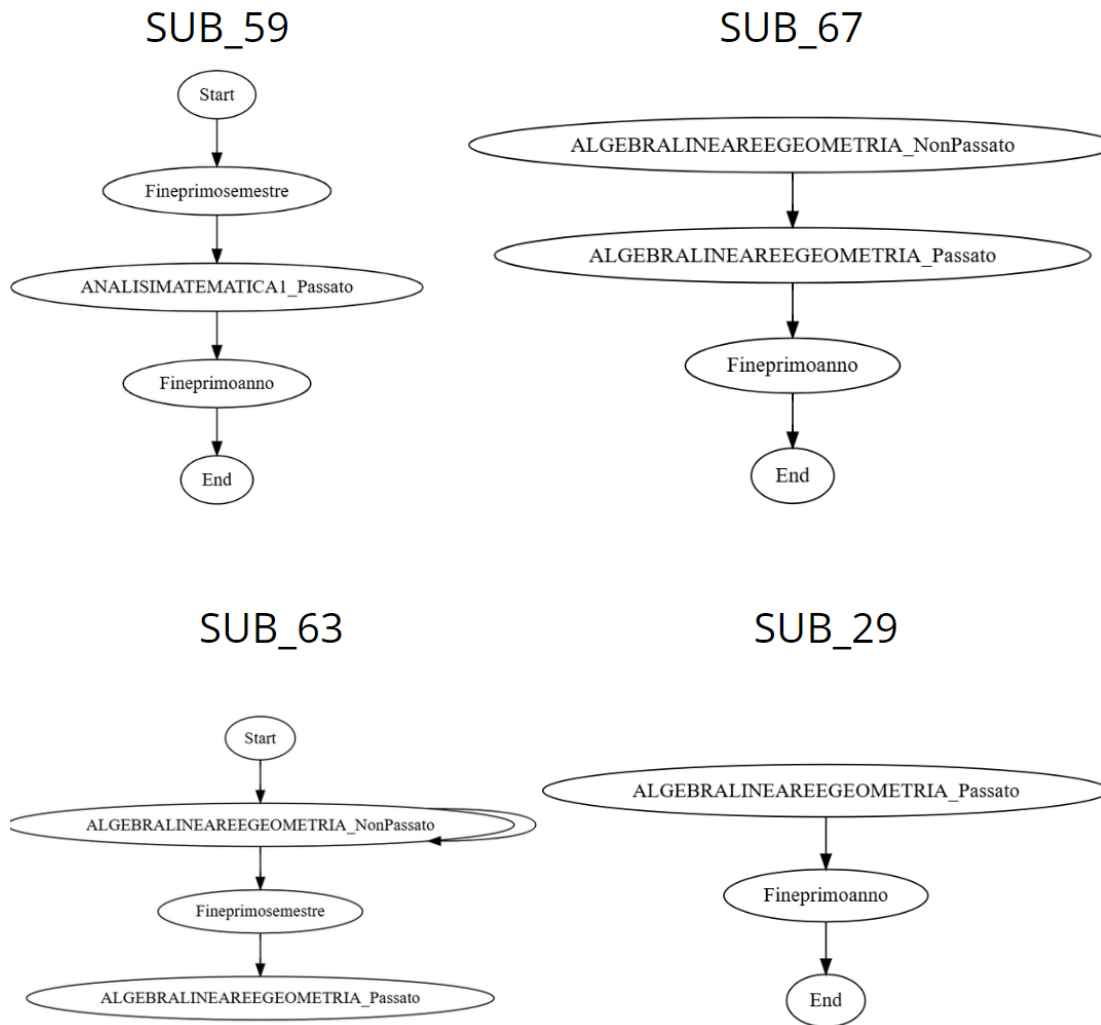 SUB_59
Start
Fineprimosemestre
ANALISIMATEMATICA1_Passato
Fineprimoanno
End
SUB_67
ALGEBRALINEAREEGEOMETRIA_NonPassato
ALGEBRALINEAREEGEOMETRIA_Passato
Fineprimoanno
End
SUB_63
Start
ALGEBRALINEAREEGEOMETRIA_NonPassato
Fineprimosemestre
ALGEBRALINEAREEGEOMETRIA_Passato
SUB_29
ALGEBRALINEAREEGEOMETRIA_Passato
Fineprimoanno
End